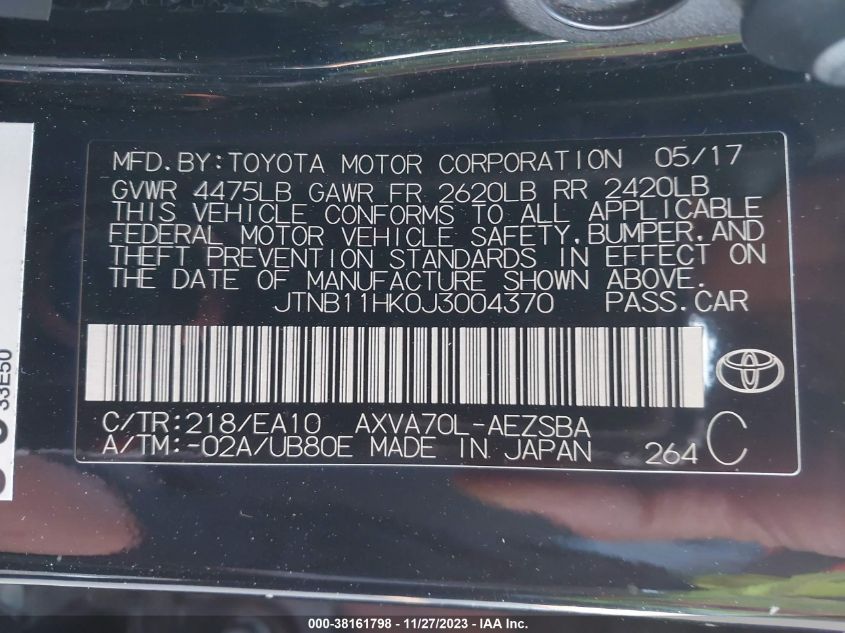 MFD.BY:TOYOTA MOTOR CORPORATION 05/17
GVWR 4475LB GAWR FR 2620LB RR 2420LB
THIS VEHICLE CONFORMS TO ALL APPLICABLE
FEDERAL MOTOR VEHICLE SAFETY,BUMPER,AND
THEFT PREVENTION STANDARDS IN EFFECT ON
THE DATE OF MANUFACTURE SHOWN ABOVE.
JTNB11HK0J3004370 PASS.CAR
C/TR:218/EA10 AXVA70L-AEZSBA
A/TM:-02A/UB80E MADE IN JAPAN 264 C
33E50
000-38161798 - 11/27/2023 - IAA Inc.